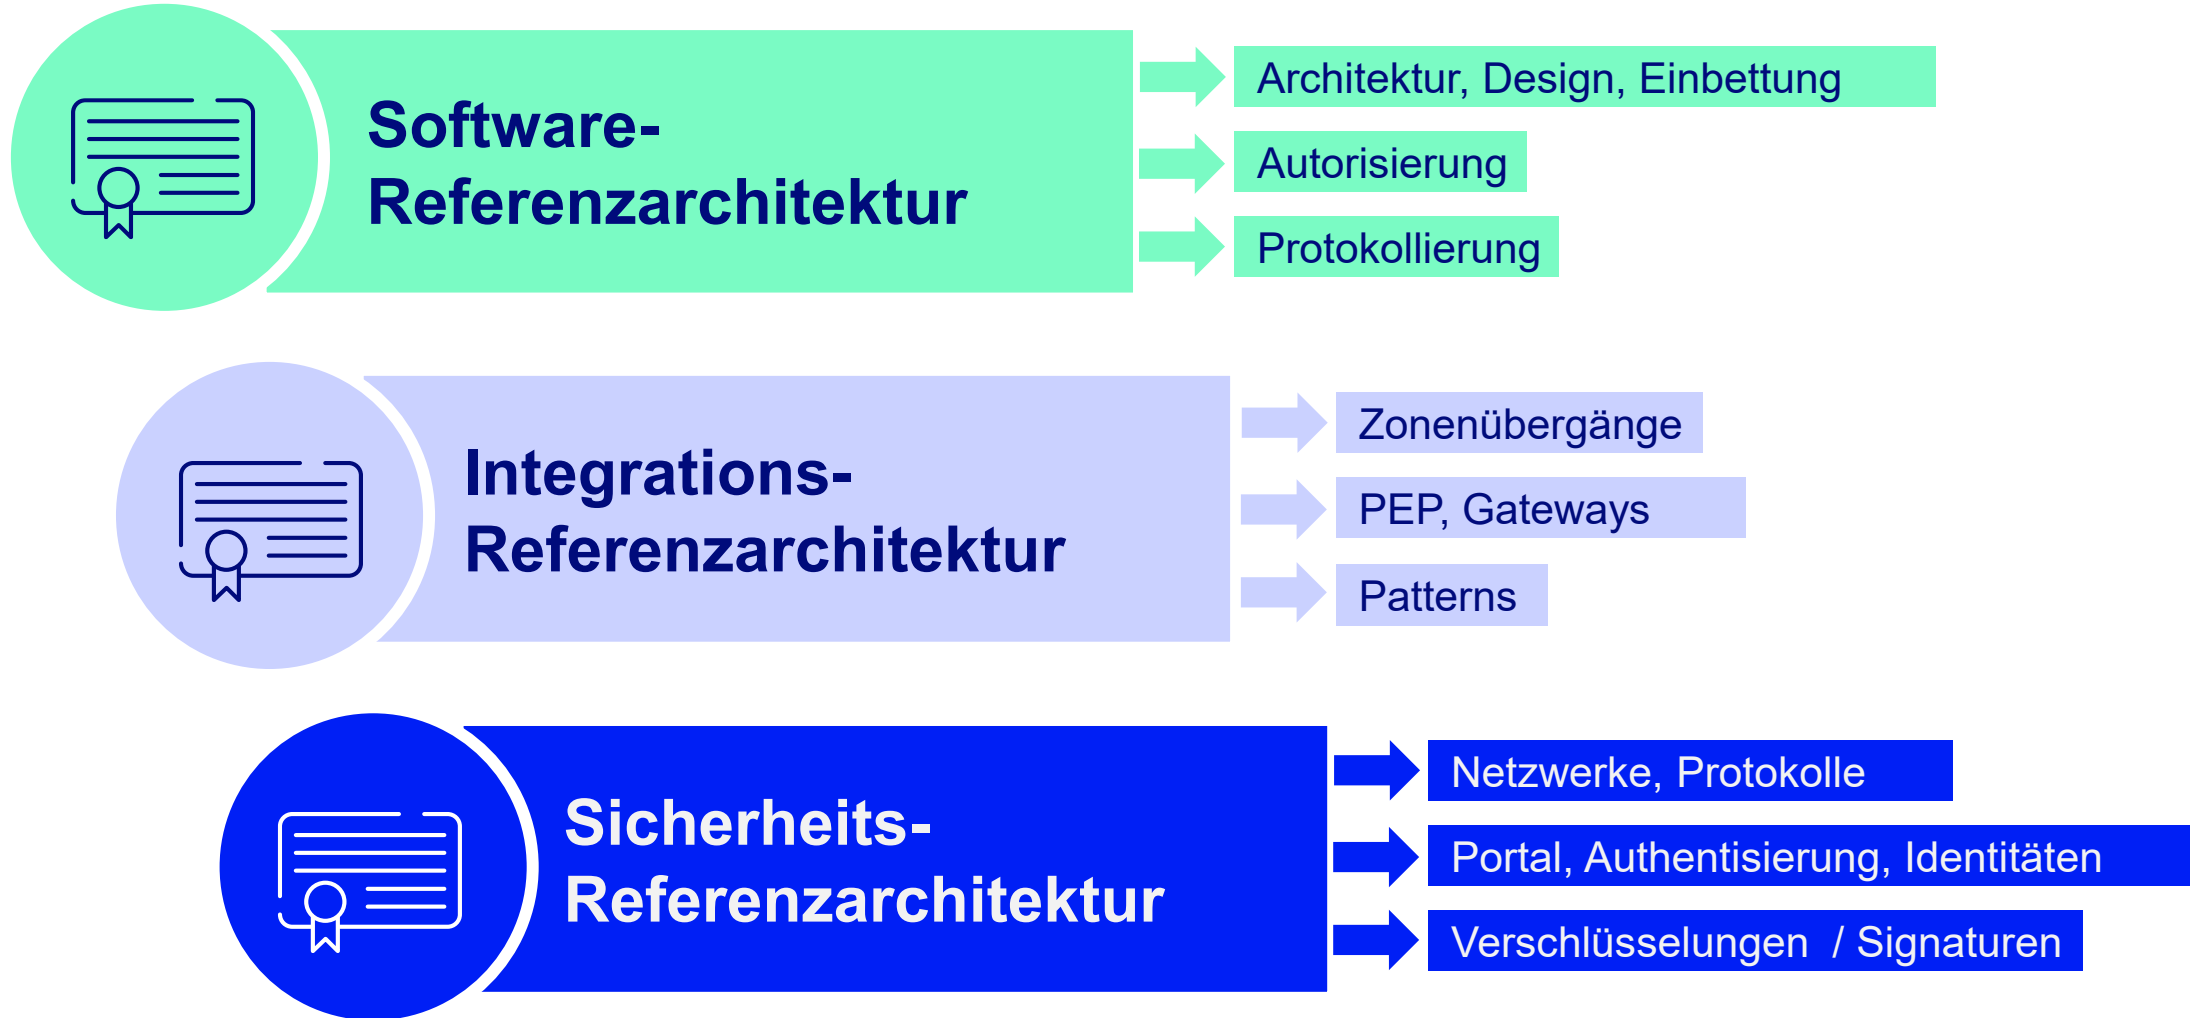 Software-
Referenzarchitektur
Architektur, Design, Einbettung
Autorisierung
Protokollierung
Integrations-
Referenzarchitektur
Zonenübergänge
PEP, Gateways
Patterns
Sicherheits-
Referenzarchitektur
Netzwerke, Protokolle
Portal, Authentisierung, Identitäten
Verschlüsselungen  / Signaturen